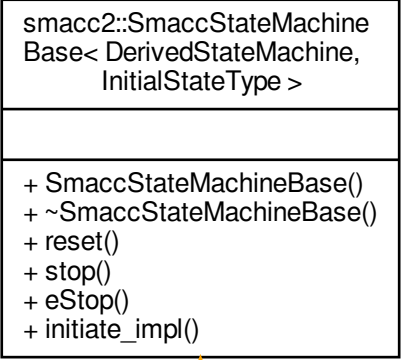 smacc2::SmaccStateMachine
Base< DerivedStateMachine,
InitialStateType >
+ SmaccStateMachineBase()
+ ~SmaccStateMachineBase()
+ reset()
+ stop()
+ eStop()
+ initiate_impl()